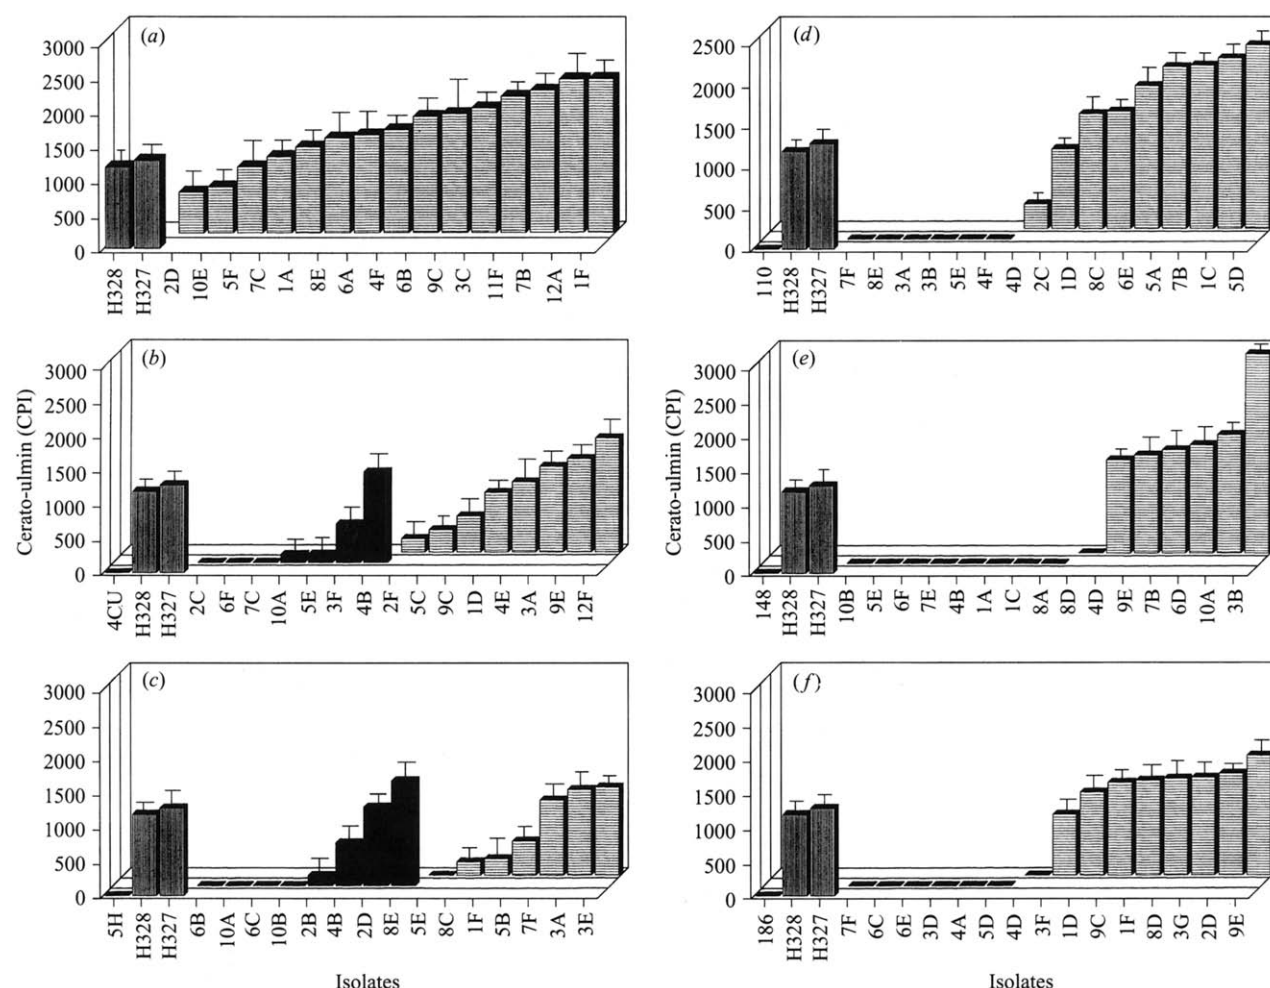 (a)
3000
2500
2000
1500
1000
500
0
H328 H327 2D 10E 5F 7C 1A 8E 6A 4F 6B 9C 3C 11F 7B 12A 1F
(d)
2500
2000
1500
1000
500
0
110 H328 H327 7F 8E 3A 3B 5E 4F 4D 2C 1D 8C 6E 5A 7B 1C 5D
Cerato-ulmin (CPI)
(b)
3000
2500
2000
1500
1000
500
0
4CU H328 H327 2C 6F 7C 10A 5E 3F 4B 2F 5C 9C 1D 4E 3A 9E 12F
Cerato-ulmin (CPI)
(e)
3000
2500
2000
1500
1000
500
0
148 H328 H327 10B 5E 6F 7E 4B 1A 1C 8A 8D 4D 9E 7B 6D 10A 3B
(c)
3000
2500
2000
1500
1000
500
0
5H H328 H327 6B 10A 6C 10B 2B 4B 2D 8E 5E 8C 1F 5B 7F 3A 3E
Isolates
(f)
3000
2500
2000
1500
1000
500
0
186 H328 H327 7F 6C 6E 3D 4A 5D 4D 3F 1D 9C 1F 8D 3G 2D 9E
Isolates